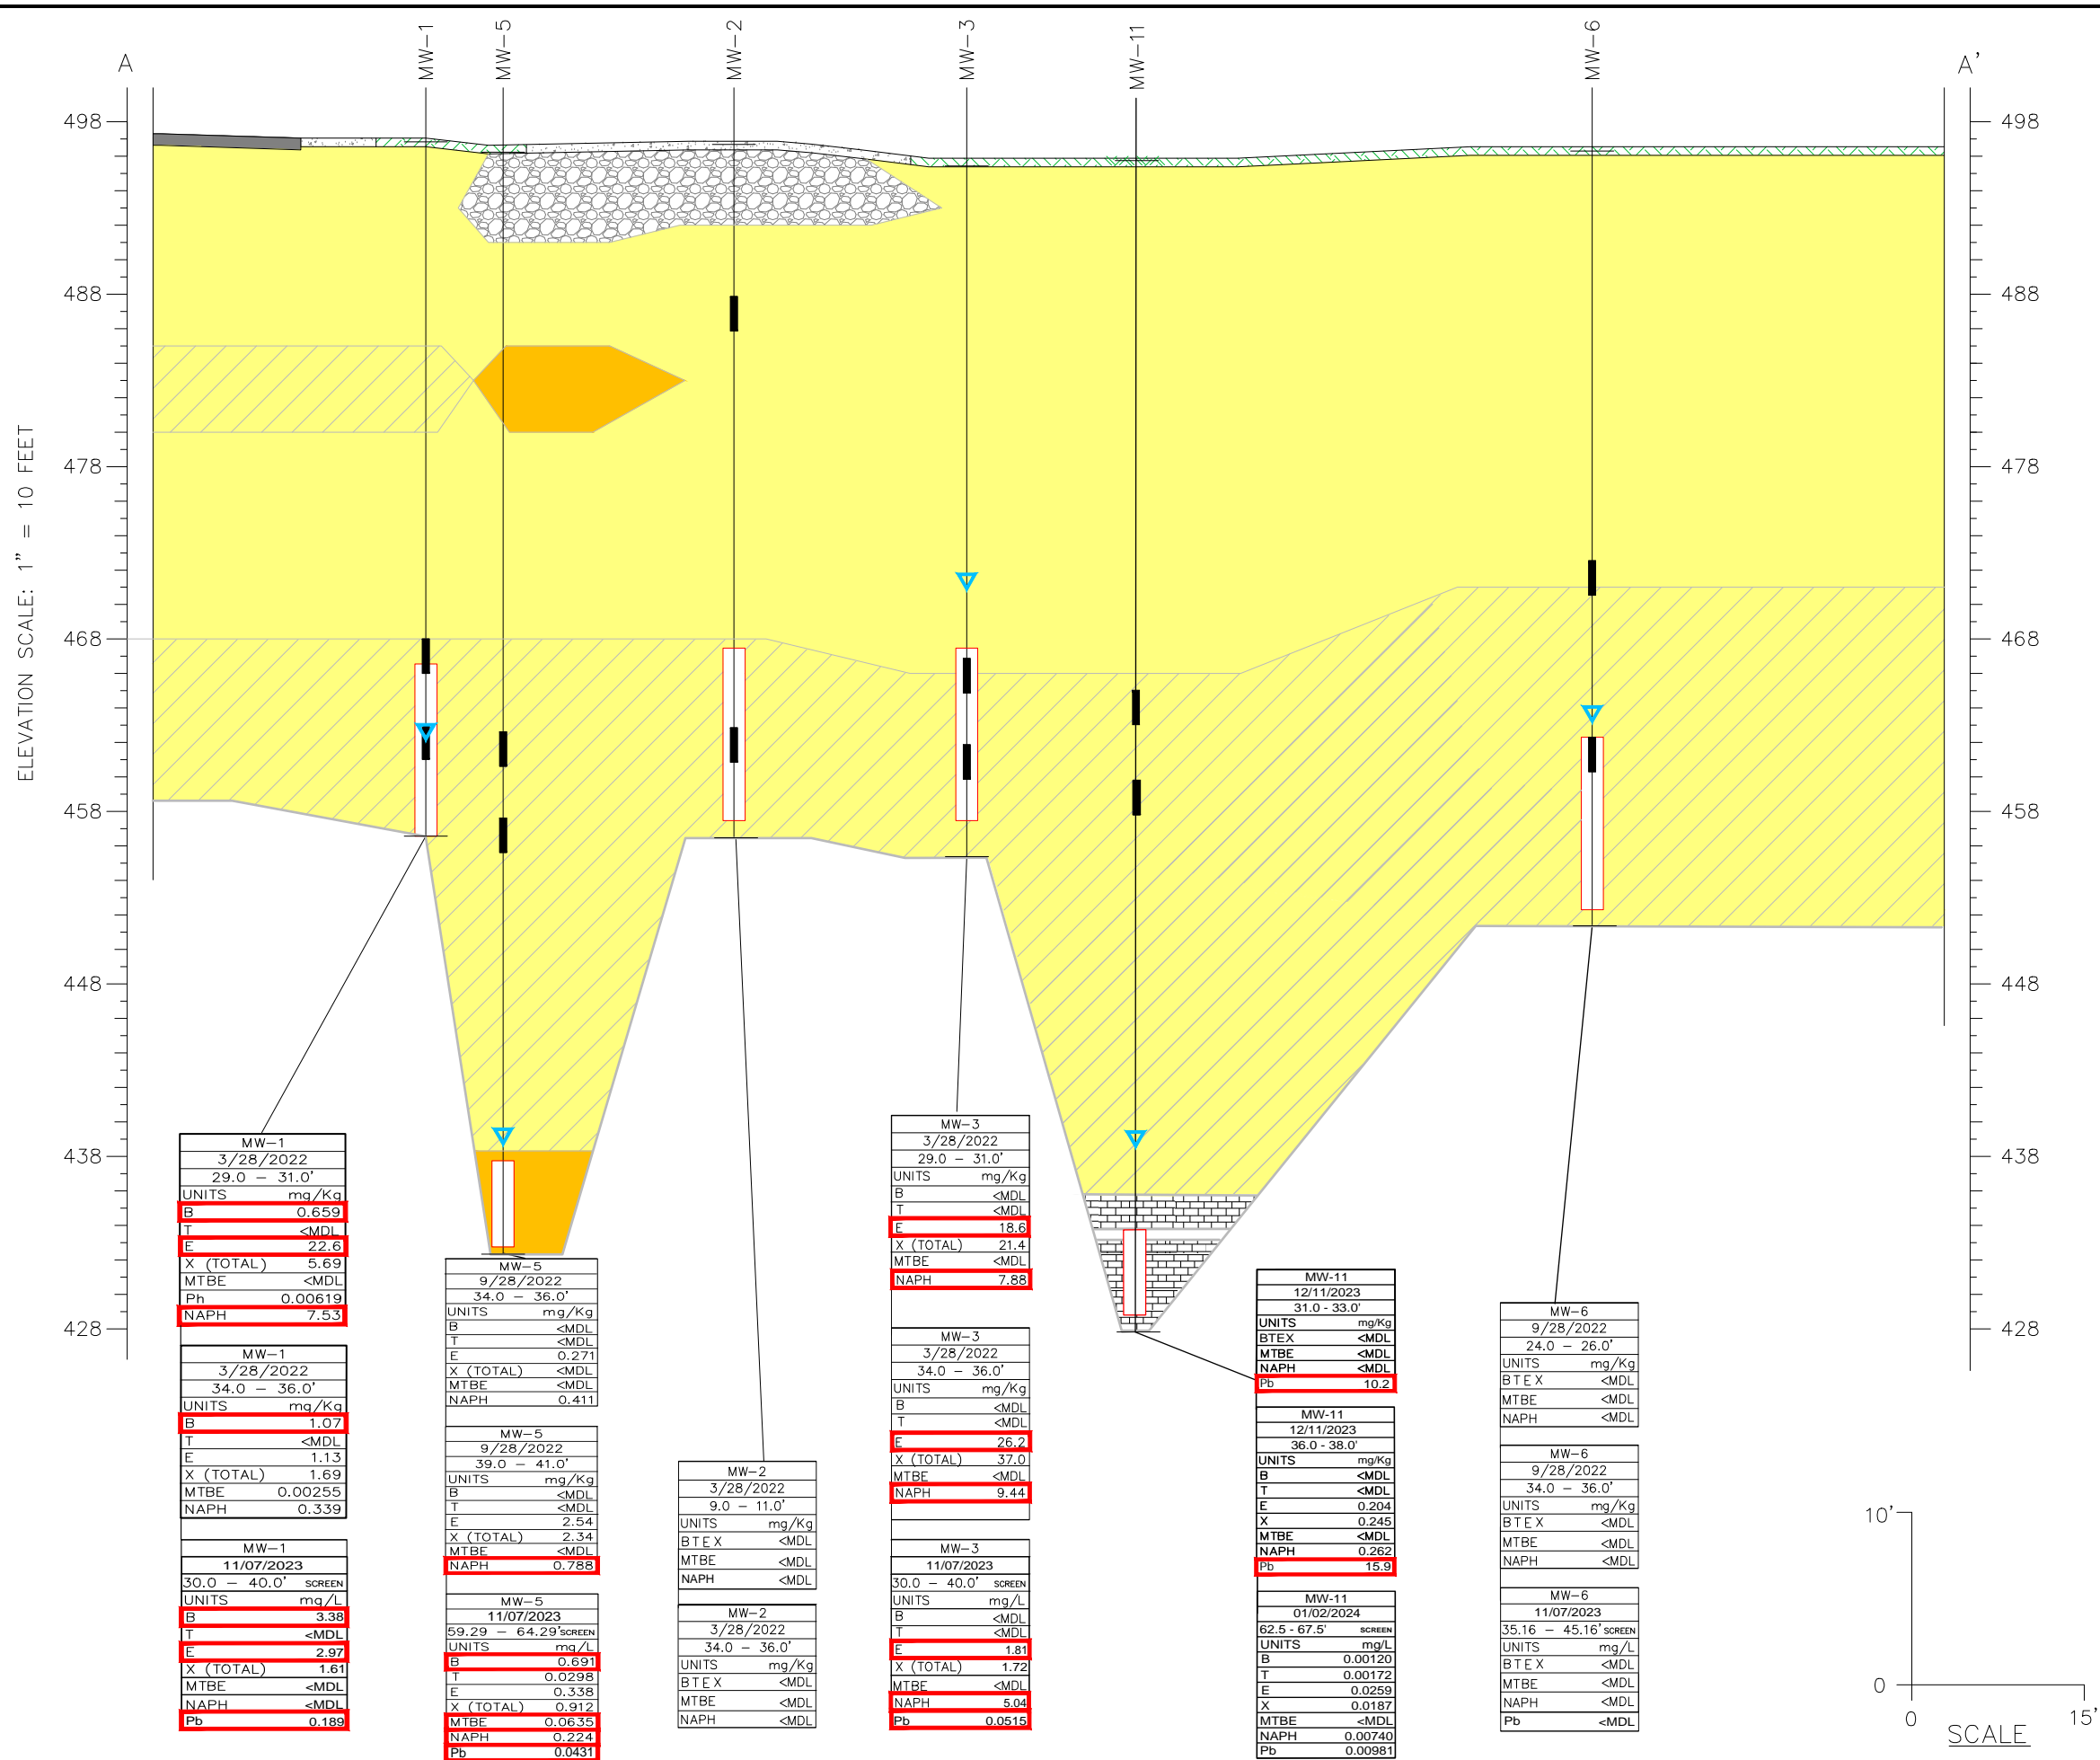 A
MW-1
MW-5
MW-2
MW-3
MW-11
MW-6
A'
ELEVATION SCALE: 1" = 10 FEET
498
488
478
468
458
448
438
428
498
488
478
468
458
448
438
428
MW-1
3/28/2022
29.0 - 31.0'
UNITS mg/Kg
B 0.659
T <MDL
E 22.6
X (TOTAL) 5.69
MTBE <MDL
Ph 0.00619
NAPH 7.53
MW-1
3/28/2022
34.0 - 36.0'
UNITS mg/Kg
B 1.07
T <MDL
E 1.13
X (TOTAL) 1.69
MTBE 0.00255
NAPH 0.339
MW-1
11/07/2023
30.0 - 40.0' SCREEN
UNITS mg/L
B 3.38
T <MDL
E 2.97
X (TOTAL) 1.61
MTBE <MDL
NAPH <MDL
Pb 0.189
MW-5
9/28/2022
34.0 - 36.0'
UNITS mg/Kg
B <MDL
T <MDL
E 0.271
X (TOTAL) <MDL
MTBE <MDL
NAPH 0.411
MW-5
9/28/2022
39.0 - 41.0'
UNITS mg/Kg
B <MDL
T <MDL
E 2.54
X (TOTAL) 2.34
MTBE <MDL
NAPH 0.788
MW-5
11/07/2023
59.29 - 64.29' SCREEN
UNITS mg/L
B 0.691
T 0.0298
E 0.338
X (TOTAL) 0.912
MTBE 0.0635
NAPH 0.224
Pb 0.0431
MW-2
3/28/2022
9.0 - 11.0'
UNITS mg/Kg
BTEX <MDL
MTBE <MDL
NAPH <MDL
MW-2
3/28/2022
34.0 - 36.0'
UNITS mg/Kg
BTEX <MDL
MTBE <MDL
NAPH <MDL
MW-3
3/28/2022
29.0 - 31.0'
UNITS mg/Kg
B <MDL
T <MDL
E 18.6
X (TOTAL) 21.4
MTBE <MDL
NAPH 7.88
MW-3
3/28/2022
34.0 - 36.0'
UNITS mg/Kg
B <MDL
T <MDL
E 26.2
X (TOTAL) 37.0
MTBE <MDL
NAPH 9.44
MW-3
11/07/2023
30.0 - 40.0' SCREEN
UNITS mg/L
B <MDL
T <MDL
E 1.81
X (TOTAL) 1.72
MTBE <MDL
NAPH 5.04
Pb 0.0515
MW-11
12/11/2023
31.0 - 33.0'
UNITS mg/Kg
BTEX <MDL
MTBE <MDL
NAPH <MDL
Pb 10.2
MW-11
12/11/2023
36.0 - 38.0'
UNITS mg/Kg
B <MDL
T <MDL
E 0.204
X 0.245
MTBE <MDL
NAPH 0.262
Pb 15.9
MW-11
01/02/2024
62.5 - 67.5' SCREEN
UNITS mg/L
B 0.00120
T 0.00172
E 0.0259
X 0.0187
MTBE <MDL
NAPH 0.00740
Pb 0.00981
MW-6
9/28/2022
24.0 - 26.0'
UNITS mg/Kg
BTEX <MDL
MTBE <MDL
NAPH <MDL
MW-6
9/28/2022
34.0 - 36.0'
UNITS mg/Kg
BTEX <MDL
MTBE <MDL
NAPH <MDL
MW-6
11/07/2023
35.16 - 45.16' SCREEN
UNITS mg/L
BTEX <MDL
MTBE <MDL
NAPH <MDL
Pb <MDL
10'
0
0
15'
SCALE